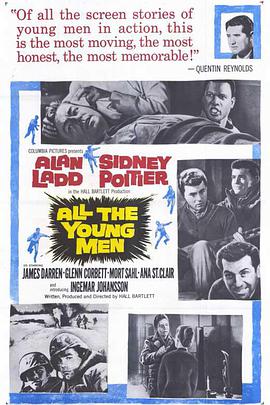 "Of all the screen stories of
young men in action, this
is the most moving, the most
honest, the most memorable!"
— QUENTIN REYNOLDS
COLUMBIA PICTURES presents
ALAN SIDNEY
LADD POITIER
in the HALL BARTLETT Production
ALL THE
YOUNG
MEN
co-starring
JAMES DARREN · GLENN CORBETT · MORT SAHL · ANA ST. CLAIR
and
introducing INGEMAR JOHANSSON
Written, Produced and Directed by HALL BARTLETT